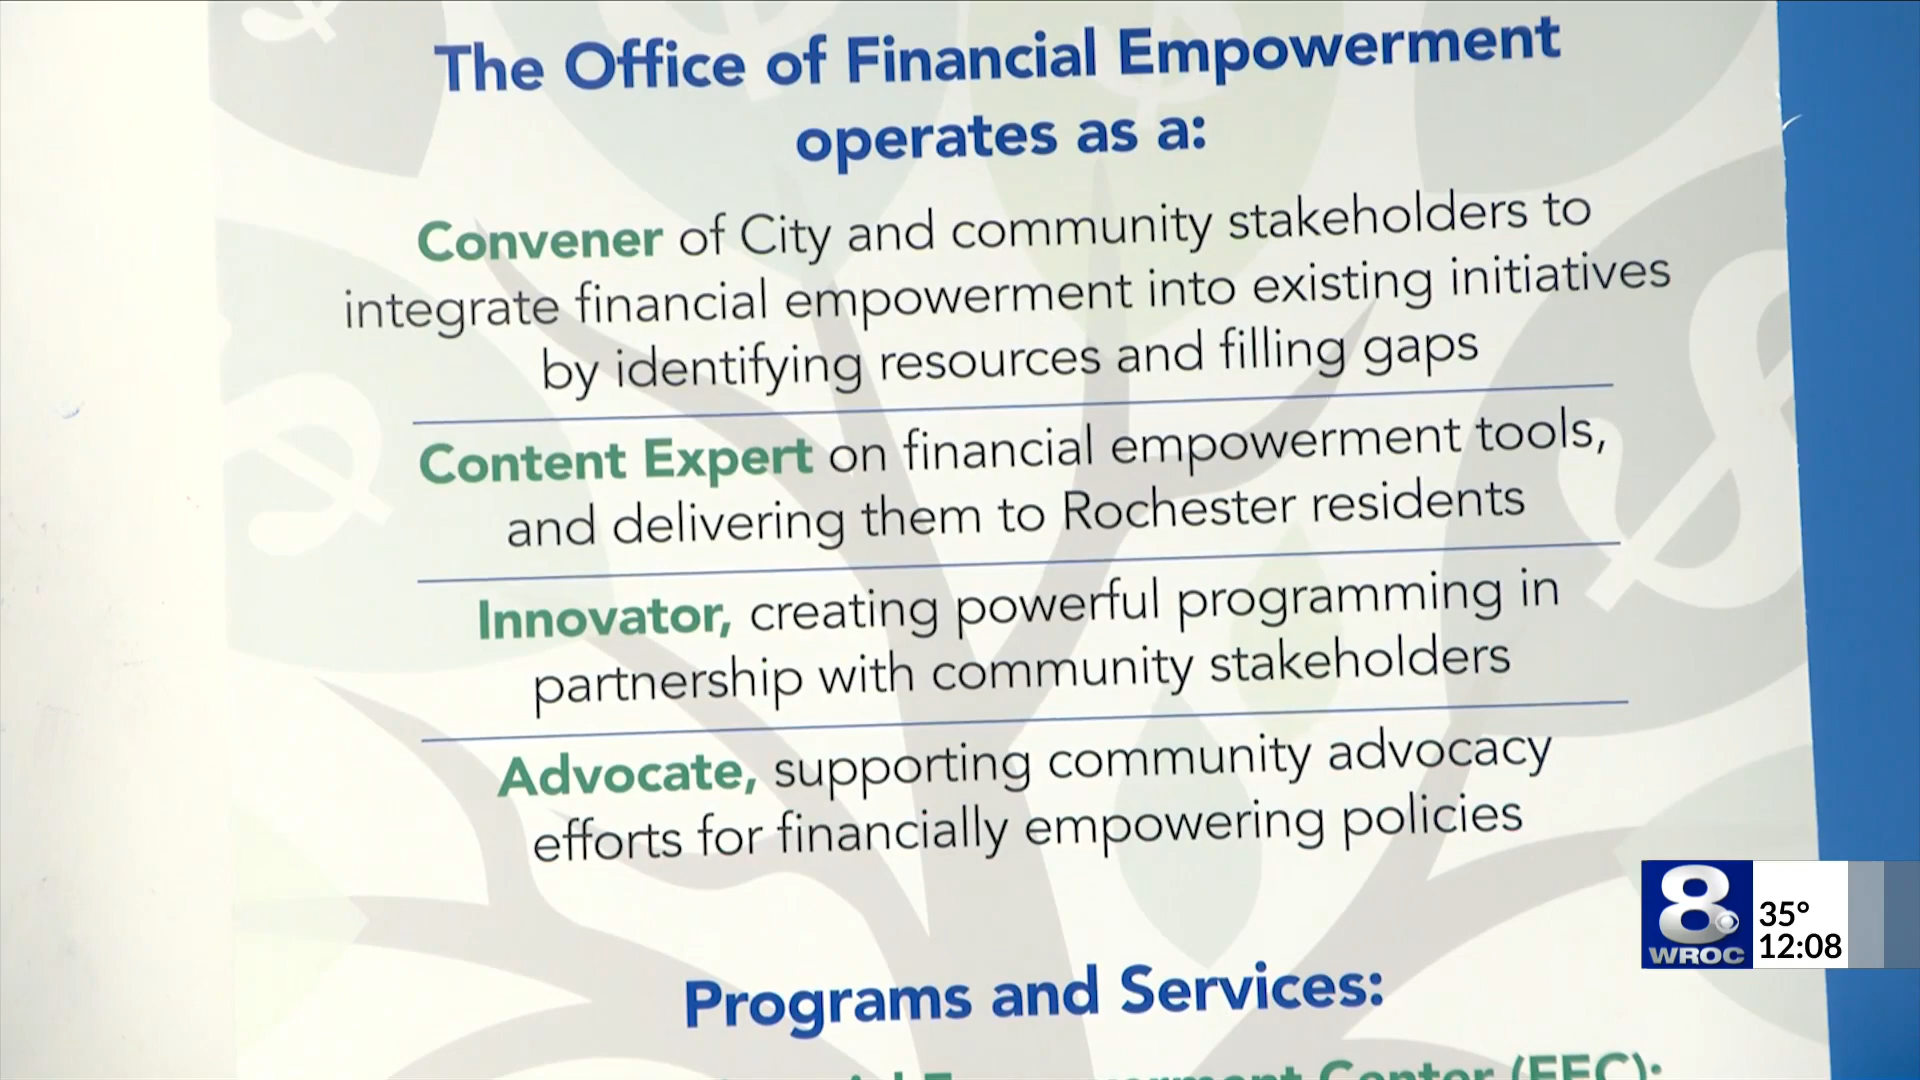 The Office of Financial Empowerment
operates as a:
Convener of City and community stakeholders to
integrate financial empowerment into existing initiatives
by identifying resources and filling gaps
Content Expert on financial empowerment tools,
and delivering them to Rochester residents
Innovator, creating powerful programming in
partnership with community stakeholders
Advocate, supporting community advocacy
efforts for financially empowering policies
Programs and Services:
Empowerment Center (FEC):
8
WROC
35°
12:08